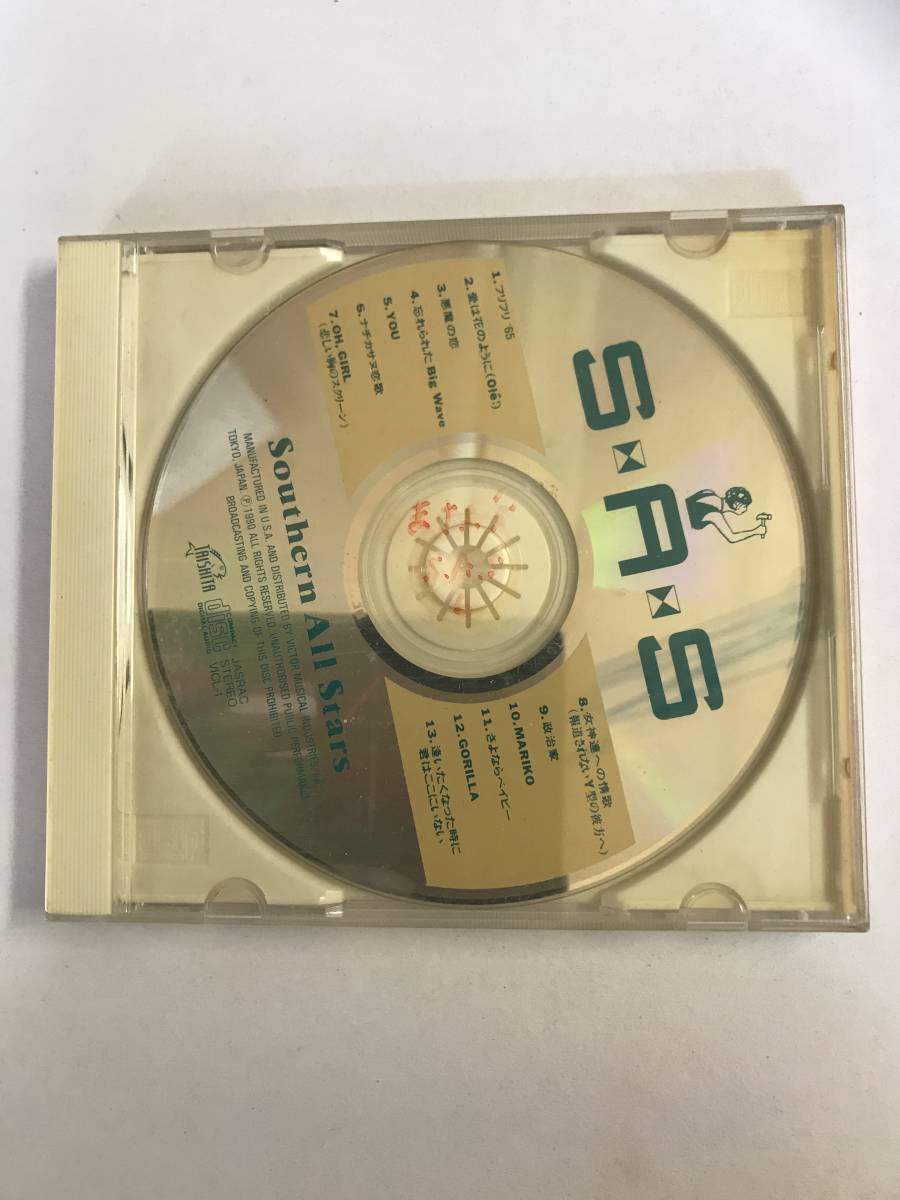 S A S
1. フリフリ '65
2. 愛は花のように (Olé!)
3. 悪魔の恋
4. 忘れられた Big Wave
5. YOU
6. ナチカサヌ恋歌
7. OH, GIRL
(悲しい胸のスクリーン)
8. 女神達への情歌
(報道されないY型の彼方へ)
9. 政治家
10. MARIKO
11. さよならベイビー
12. GORILLA
13. 逢いたくなった時に
君はここにいない
Southern All Stars
MANUFACTURED IN U.S.A. AND DISTRIBUTED BY VICTOR MUSICAL INDUSTRIES,
TOKYO, JAPAN. Ⓟ 1990 ALL RIGHTS RESERVED. UNAUTHORISED PUBLIC PERFORMANCE
BROADCASTING AND COPYING OF THIS DISC PROHIBITED
TAISHITA
COMPACT
disc
DIGITAL AUDIO
JASRAC
STEREO
VICL-1